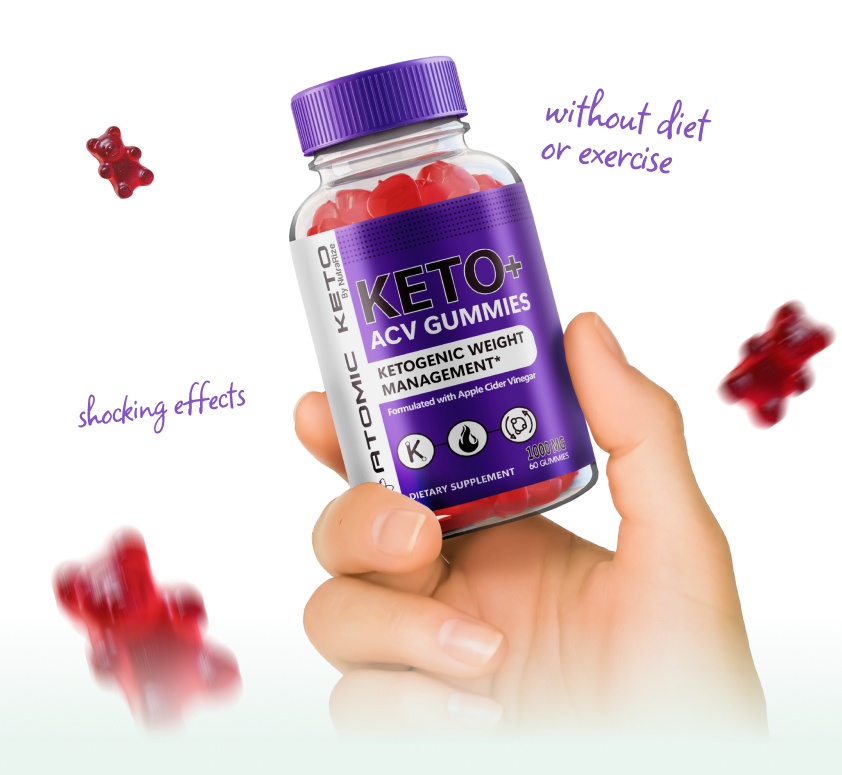 without diet
or exercise
shocking effects
ATOMIC KETO
By NutraRize
KETO+
ACV GUMMIES
KETOGENIC WEIGHT
MANAGEMENT*
Formulated with Apple Cider Vinegar
K
1000 MG
60 GUMMIES
DIETARY SUPPLEMENT